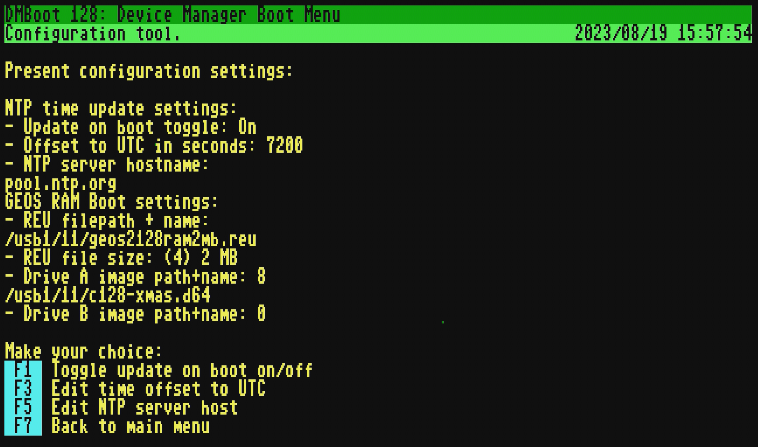 DMBoot 128: Device Manager Boot Menu
Configuration tool. 2023/08/19 15:57:54
Present configuration settings:
NTP time update settings:
- Update on boot toggle: On
- Offset to UTC in seconds: 7200
- NTP server hostname:
pool.ntp.org
GEOS RAM Boot settings:
- REU filepath + name:
/usb1/11/geos2128ram2mb.reu
- REU file size: (4) 2 MB
- Drive A image path+name: 8
/usb1/11/c128-xmas.d64
- Drive B image path+name: 0
Make your choice:
F1 Toggle update on boot on/off
F3 Edit time offset to UTC
F5 Edit NTP server host
F7 Back to main menu